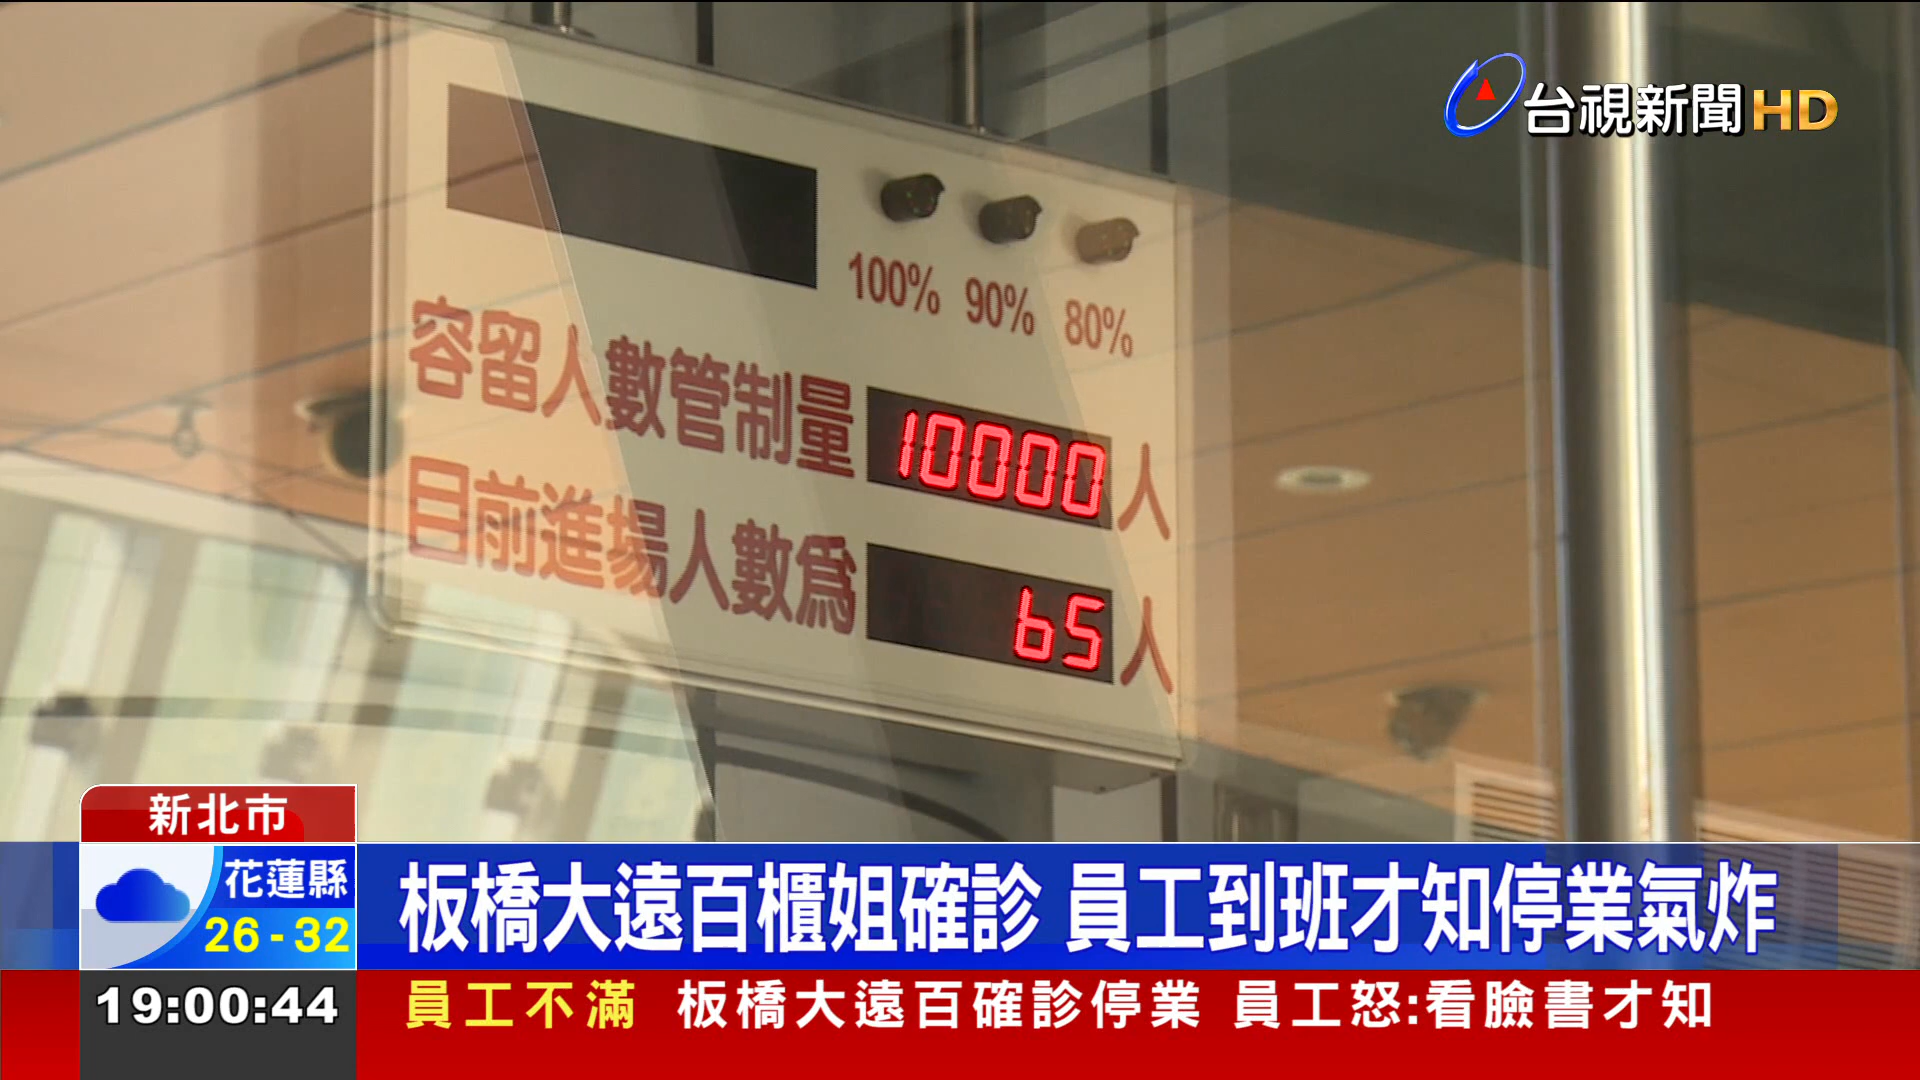 台視新聞HD
100% 90% 80%
容留人數管制量 10000 人
目前進場人數為 65 人
新北市
花蓮縣
26-32
板橋大遠百櫃姐確診 員工到班才知停業氣炸
19:00:44
員工不滿 板橋大遠百確診停業 員工怒:看臉書才知